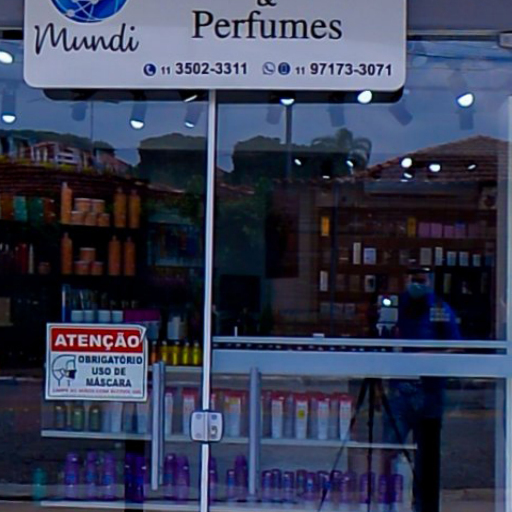 Mundi
&
Perfumes
11 3502-3311 11 97173-3071
ATENÇÃO
OBRIGATÓRIO
USO DE
MÁSCARA